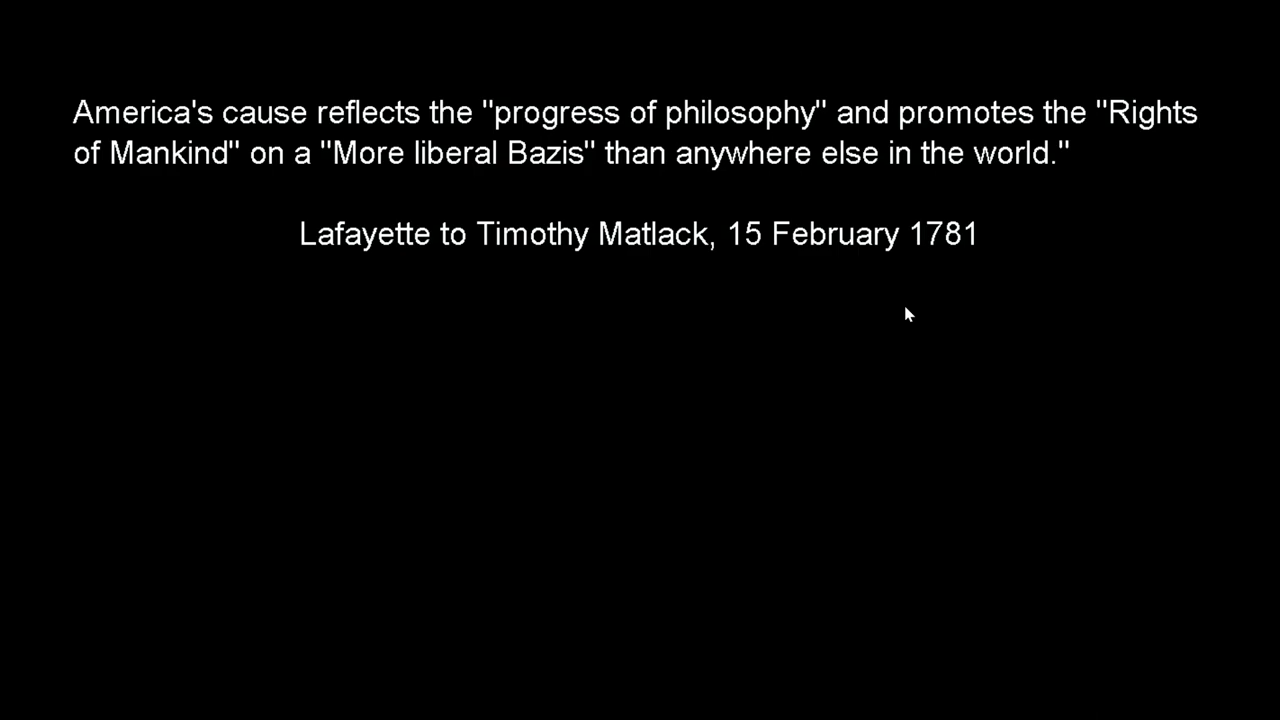 America's cause reflects the "progress of philosophy" and promotes the "Rights
of Mankind" on a "More liberal Bazis" than anywhere else in the world."
Lafayette to Timothy Matlack, 15 February 1781